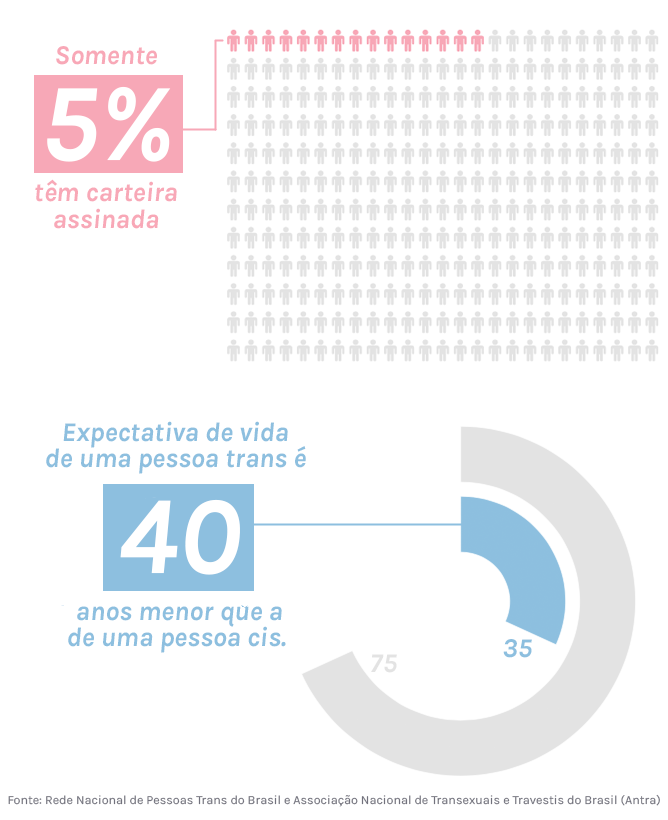 Somente
5%
têm carteira
assinada
Expectativa de vida
de uma pessoa trans é
40
anos menor que a
de uma pessoa cis.
35
75
Fonte: Rede Nacional de Pessoas Trans do Brasil e Associação Nacional de Transexuais e Travestis do Brasil (Antra)